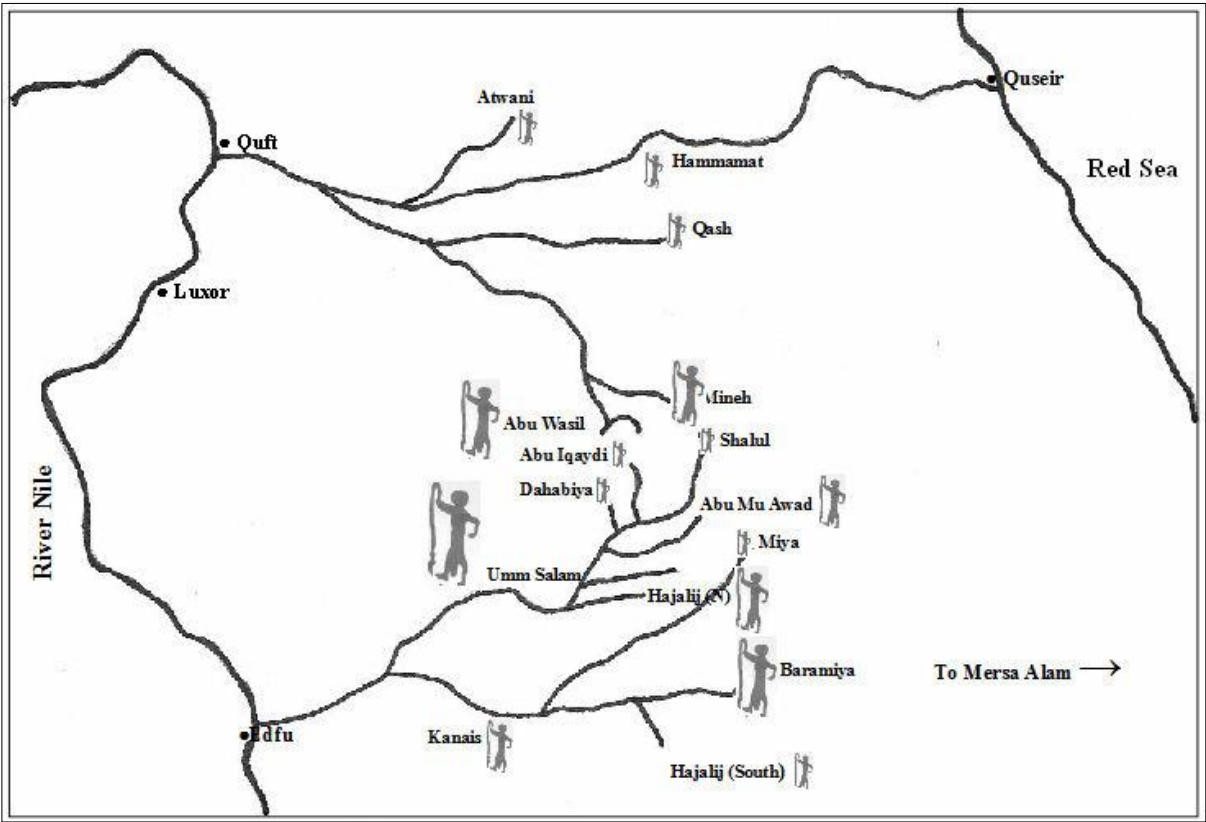 Quseir
Atwani
Quft
Hammamat
Red Sea
Qash
Luxor
Mineh
Abu Wasil
Shalul
Abu Iqaydi
Dahabiya
Abu Mu Awad
River Nile
Miya
Umm Salam
Hajalij (N)
Baramiya
To Mersa Alam
Edfu
Kanais
Hajalij (South)